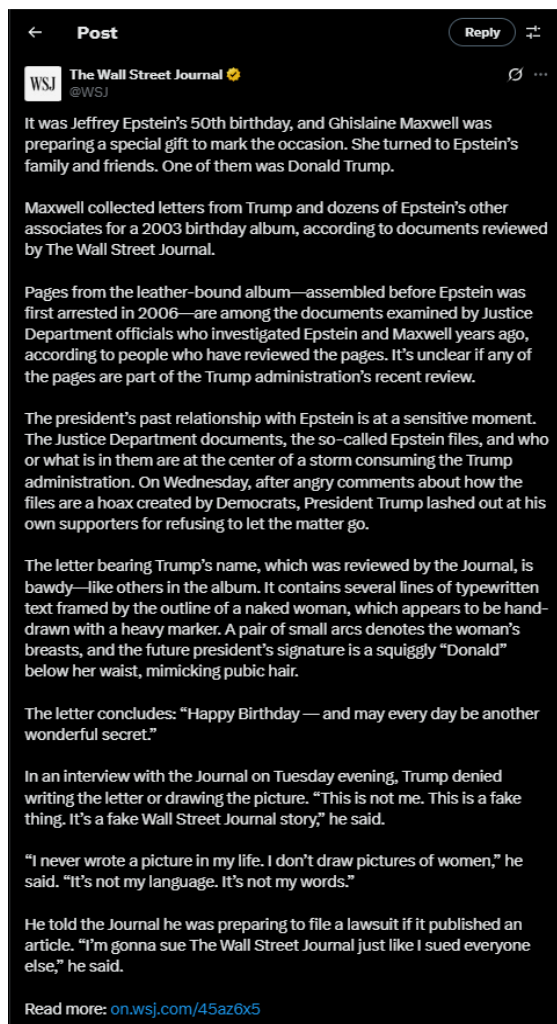 Post
Reply
WSJ
The Wall Street Journal
@WSJ
It was Jeffrey Epstein’s 50th birthday, and Ghislaine Maxwell was
preparing a special gift to mark the occasion. She turned to Epstein’s
family and friends. One of them was Donald Trump.
Maxwell collected letters from Trump and dozens of Epstein’s other
associates for a 2003 birthday album, according to documents reviewed
by The Wall Street Journal.
Pages from the leather-bound album—assembled before Epstein was
first arrested in 2006—are among the documents examined by Justice
Department officials who investigated Epstein and Maxwell years ago,
according to people who have reviewed the pages. It’s unclear if any of
the pages are part of the Trump administration’s recent review.
The president’s past relationship with Epstein is at a sensitive moment.
The Justice Department documents, the so-called Epstein files, and who
or what is in them are at the center of a storm consuming the Trump
administration. On Wednesday, after angry comments about how the
files are a hoax created by Democrats, President Trump lashed out at his
own supporters for refusing to let the matter go.
The letter bearing Trump’s name, which was reviewed by the Journal, is
bawdy—like others in the album. It contains several lines of typewritten
text framed by the outline of a naked woman, which appears to be hand-
drawn with a heavy marker. A pair of small arcs denotes the woman’s
breasts, and the future president’s signature is a squiggly “Donald”
below her waist, mimicking pubic hair.
The letter concludes: “Happy Birthday — and may every day be another
wonderful secret.”
In an interview with the Journal on Tuesday evening, Trump denied
writing the letter or drawing the picture. “This is not me. This is a fake
thing. It’s a fake Wall Street Journal story,” he said.
“I never wrote a picture in my life. I don’t draw pictures of women,” he
said. “It’s not my language. It’s not my words.”
He told the Journal he was preparing to file a lawsuit if it published an
article. “I’m gonna sue The Wall Street Journal just like I sued everyone
else,” he said.
Read more: on.wsj.com/45az6x5